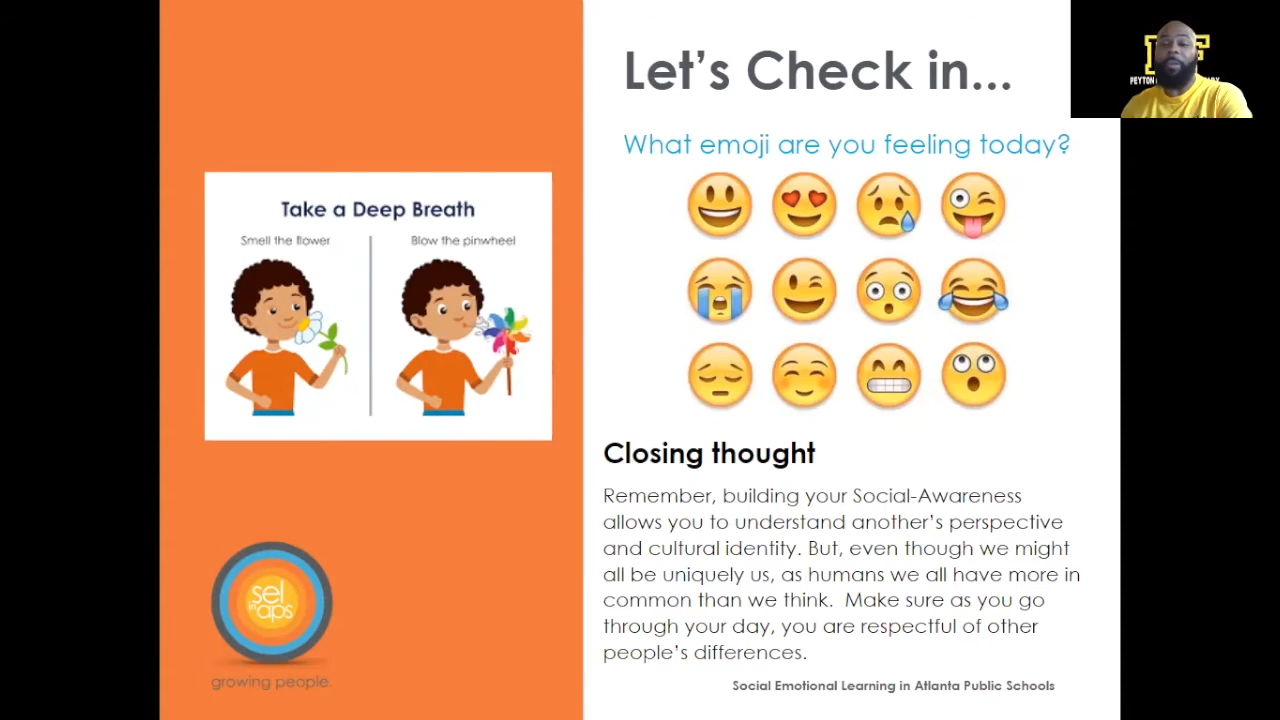 Let's Check in...
What emoji are you feeling today?
Take a Deep Breath
Smell the flower
Blow the pinwheel
Closing thought
Remember, building your Social-Awareness
allows you to understand another's perspective
and cultural identity. But, even though we might
all be uniquely us, as humans we all have more in
common than we think. Make sure as you go
through your day, you are respectful of other
people's differences.
Social Emotional Learning in Atlanta Public Schools
sel
in aps
growing people.
PEYTON